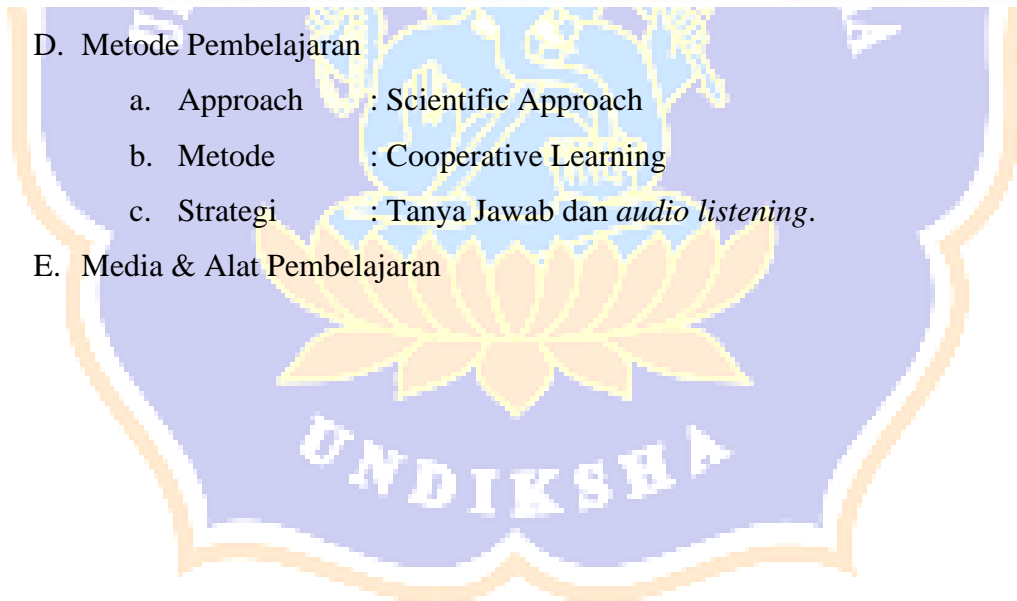 D. Metode Pembelajaran
a. Approach : Scientific Approach
b. Metode : Cooperative Learning
c. Strategi : Tanya Jawab dan audio listening.
E. Media & Alat Pembelajaran
UNDIKSHA